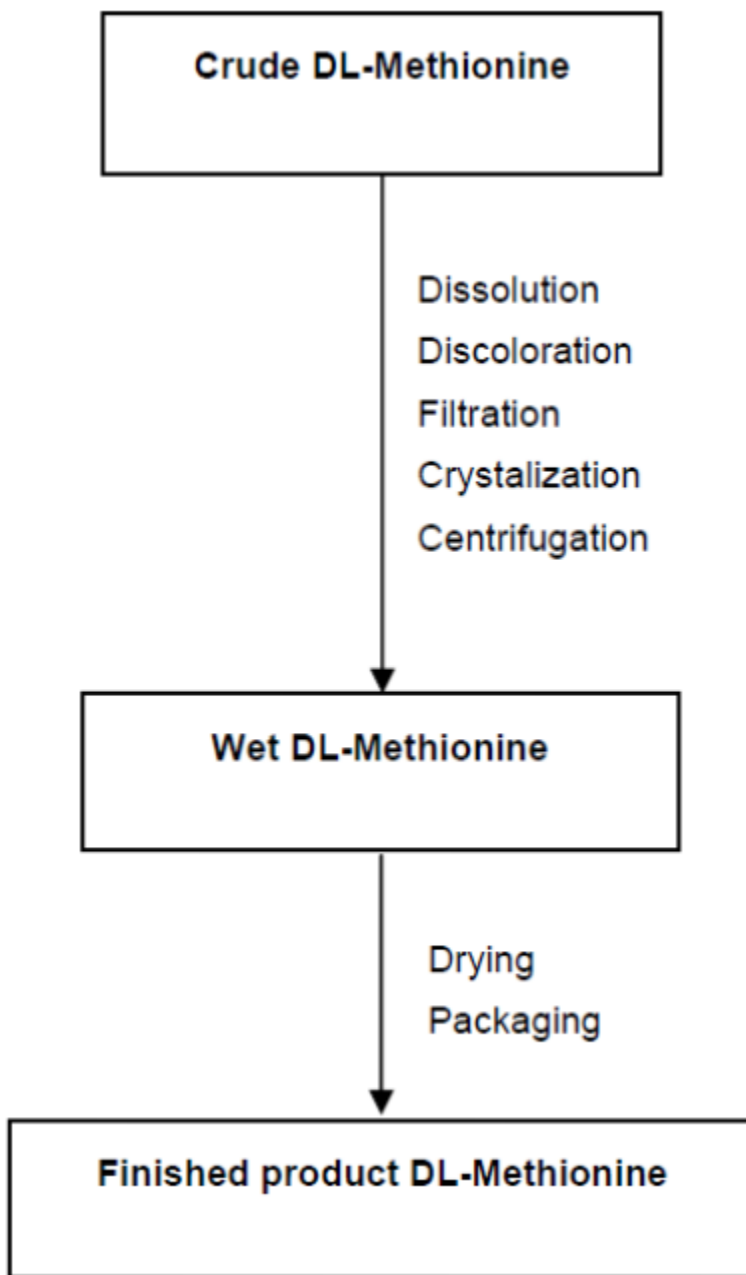 Crude DL-Methionine
Dissolution
Discoloration
Filtration
Crystalization
Centrifugation
Wet DL-Methionine
Drying
Packaging
Finished product DL-Methionine